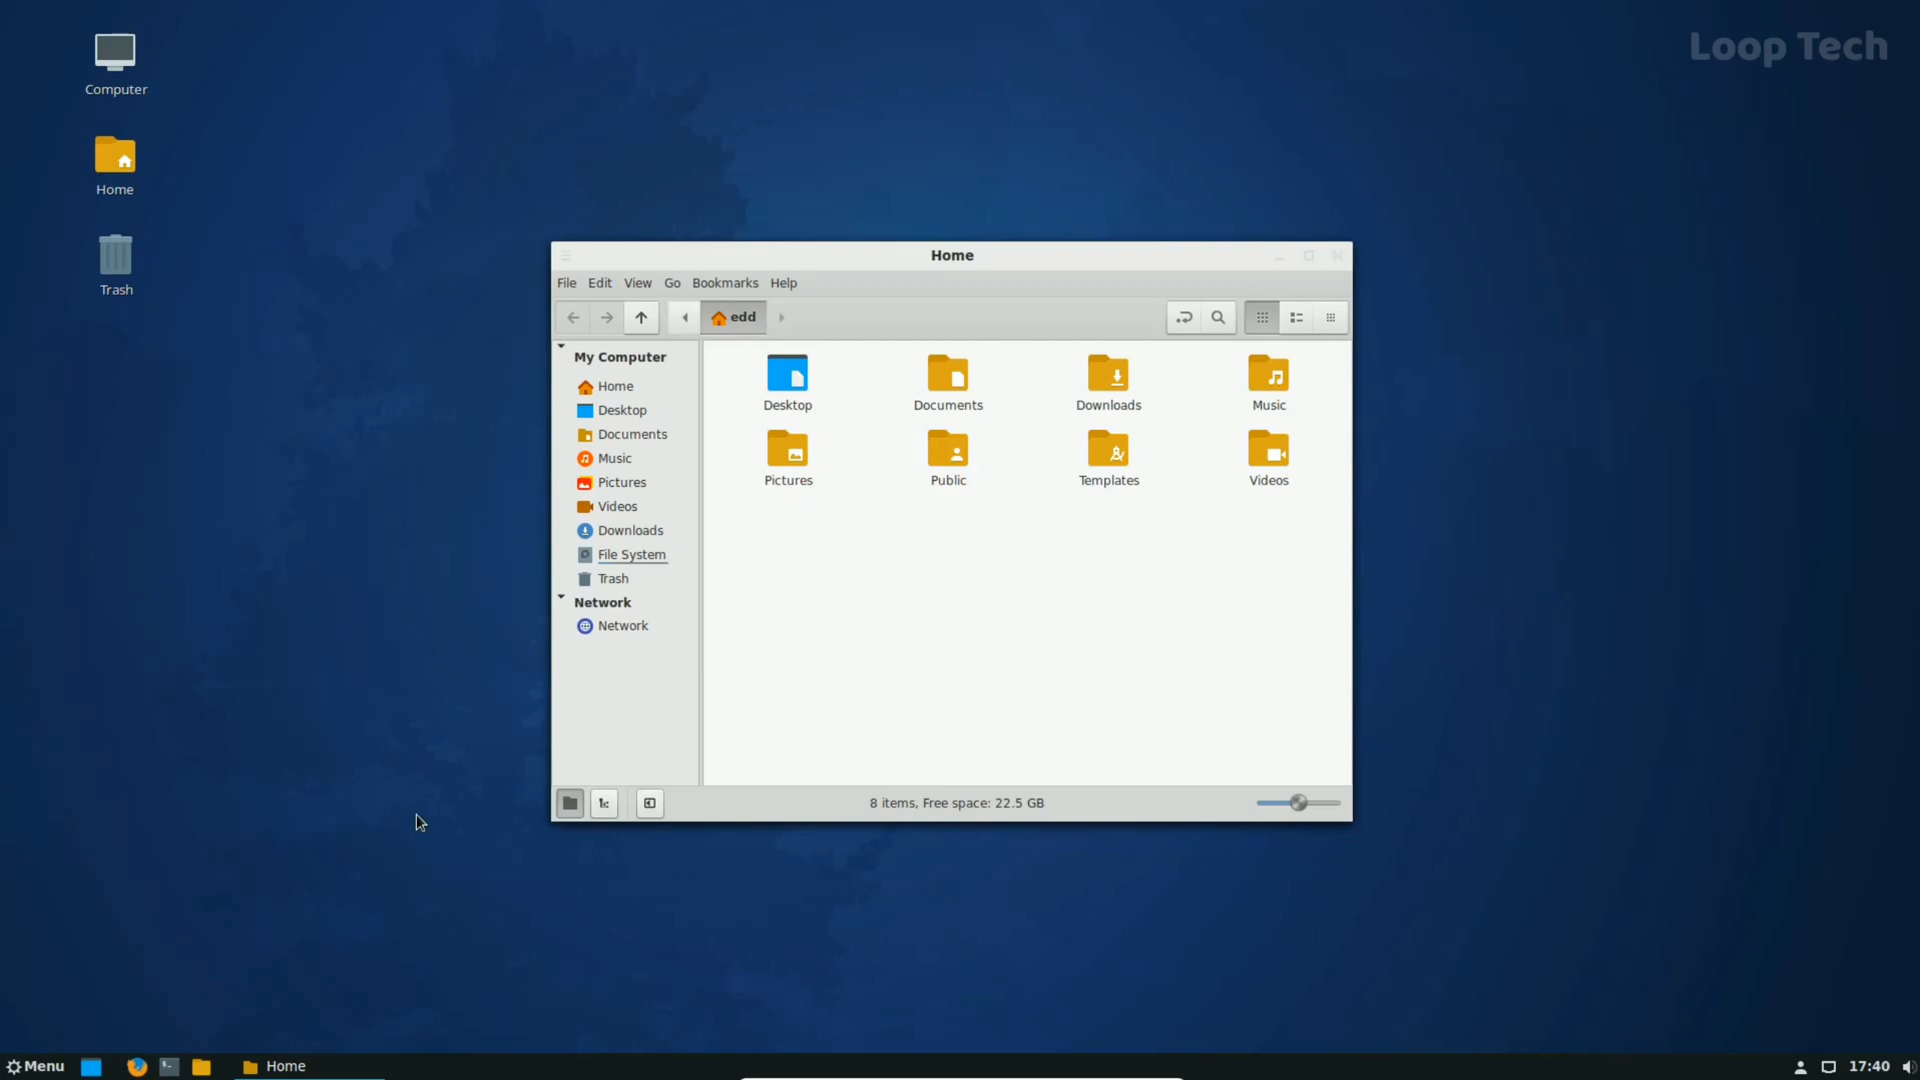 Loop Tech
Computer
Home
Trash
Home
File Edit View Go Bookmarks Help
edd
My Computer
Home
Desktop
Documents
Music
Pictures
Videos
Downloads
File System
Trash
Network
Network
Desktop Documents Downloads Music
Pictures Public Templates Videos
8 items, Free space: 22.5 GB
Menu Home 17:40